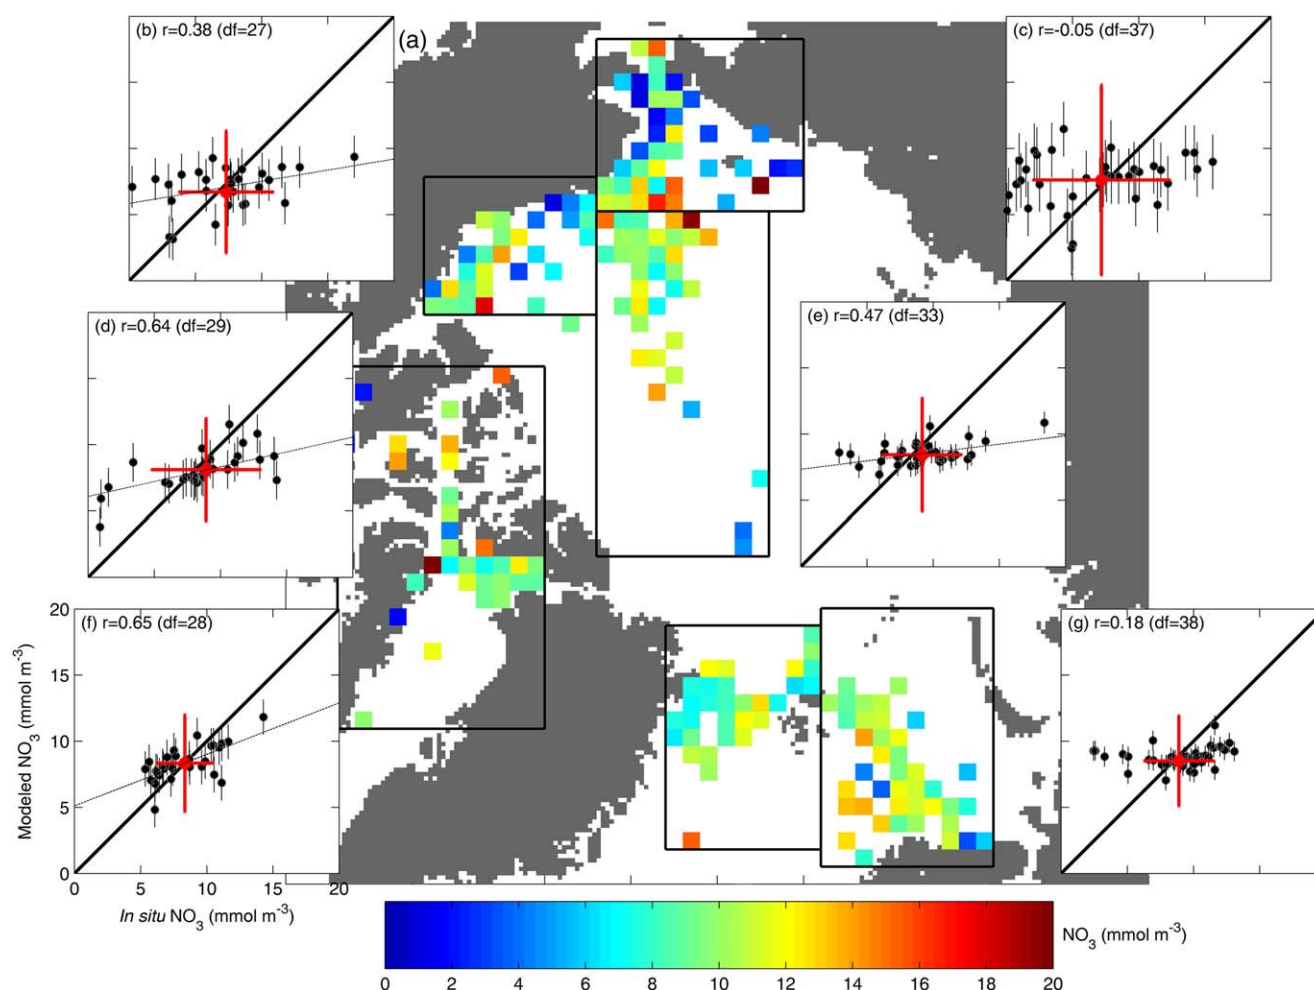 (b) r=0.38 (df=27)
(a)
(c) r=-0.05 (df=37)
(d) r=0.64 (df=29)
(e) r=0.47 (df=33)
(f) r=0.65 (df=28)
(g) r=0.18 (df=38)
20
15
10
5
0
Modeled NO₃ (mmol m⁻³)
0 5 10 15 20
In situ NO₃ (mmol m⁻³)
NO₃ (mmol m⁻³)
0 2 4 6 8 10 12 14 16 18 20